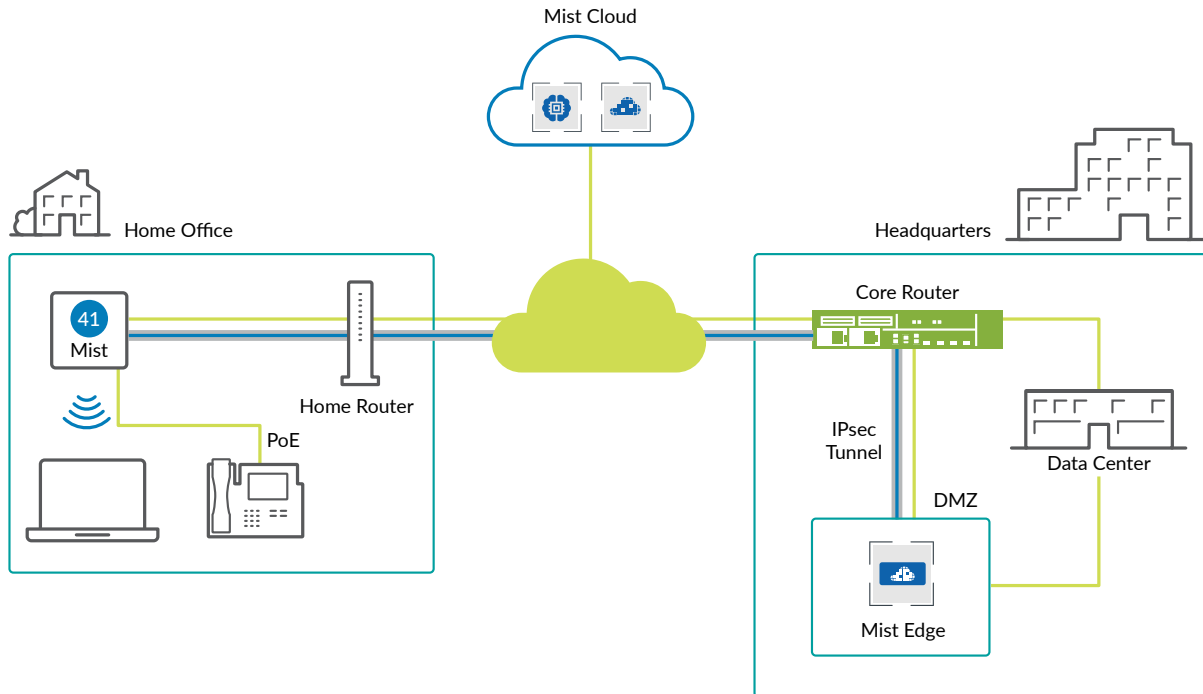 Mist Cloud
Home Office
Headquarters
41
Mist
Home Router
Core Router
PoE
IPsec
Tunnel
Data Center
DMZ
Mist Edge